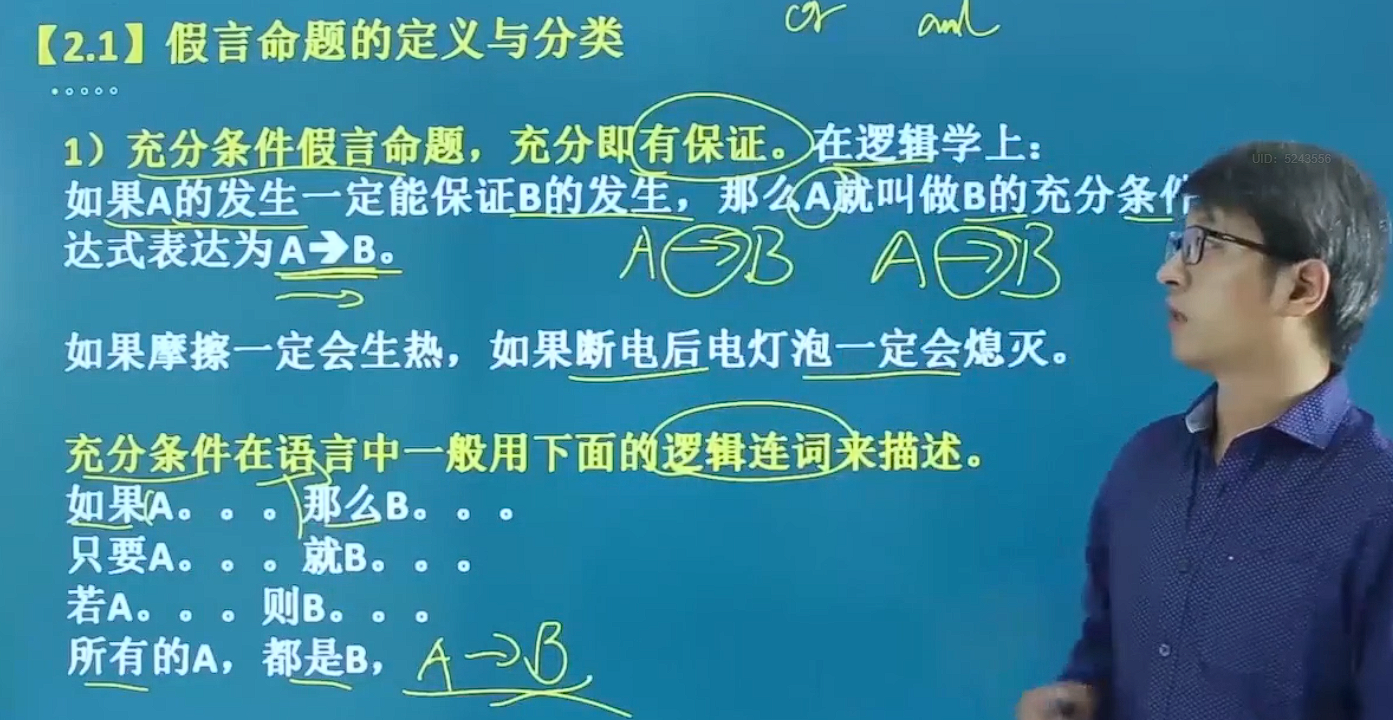 or and
【2.1】假言命题的定义与分类
UID: 5243556
1）充分条件假言命题，充分即有保证。在逻辑学上：
如果A的发生一定能保证B的发生，那么A就叫做B的充分条件
达式表达为A→B。
A→B A→B
如果摩擦一定会生热，如果断电后电灯泡一定会熄灭。
充分条件在语言中一般用下面的逻辑连词来描述。
如果A。。。那么B。。。
只要A。。。就B。。。
若A。。。则B。。。
所有的A，都是B， A→B